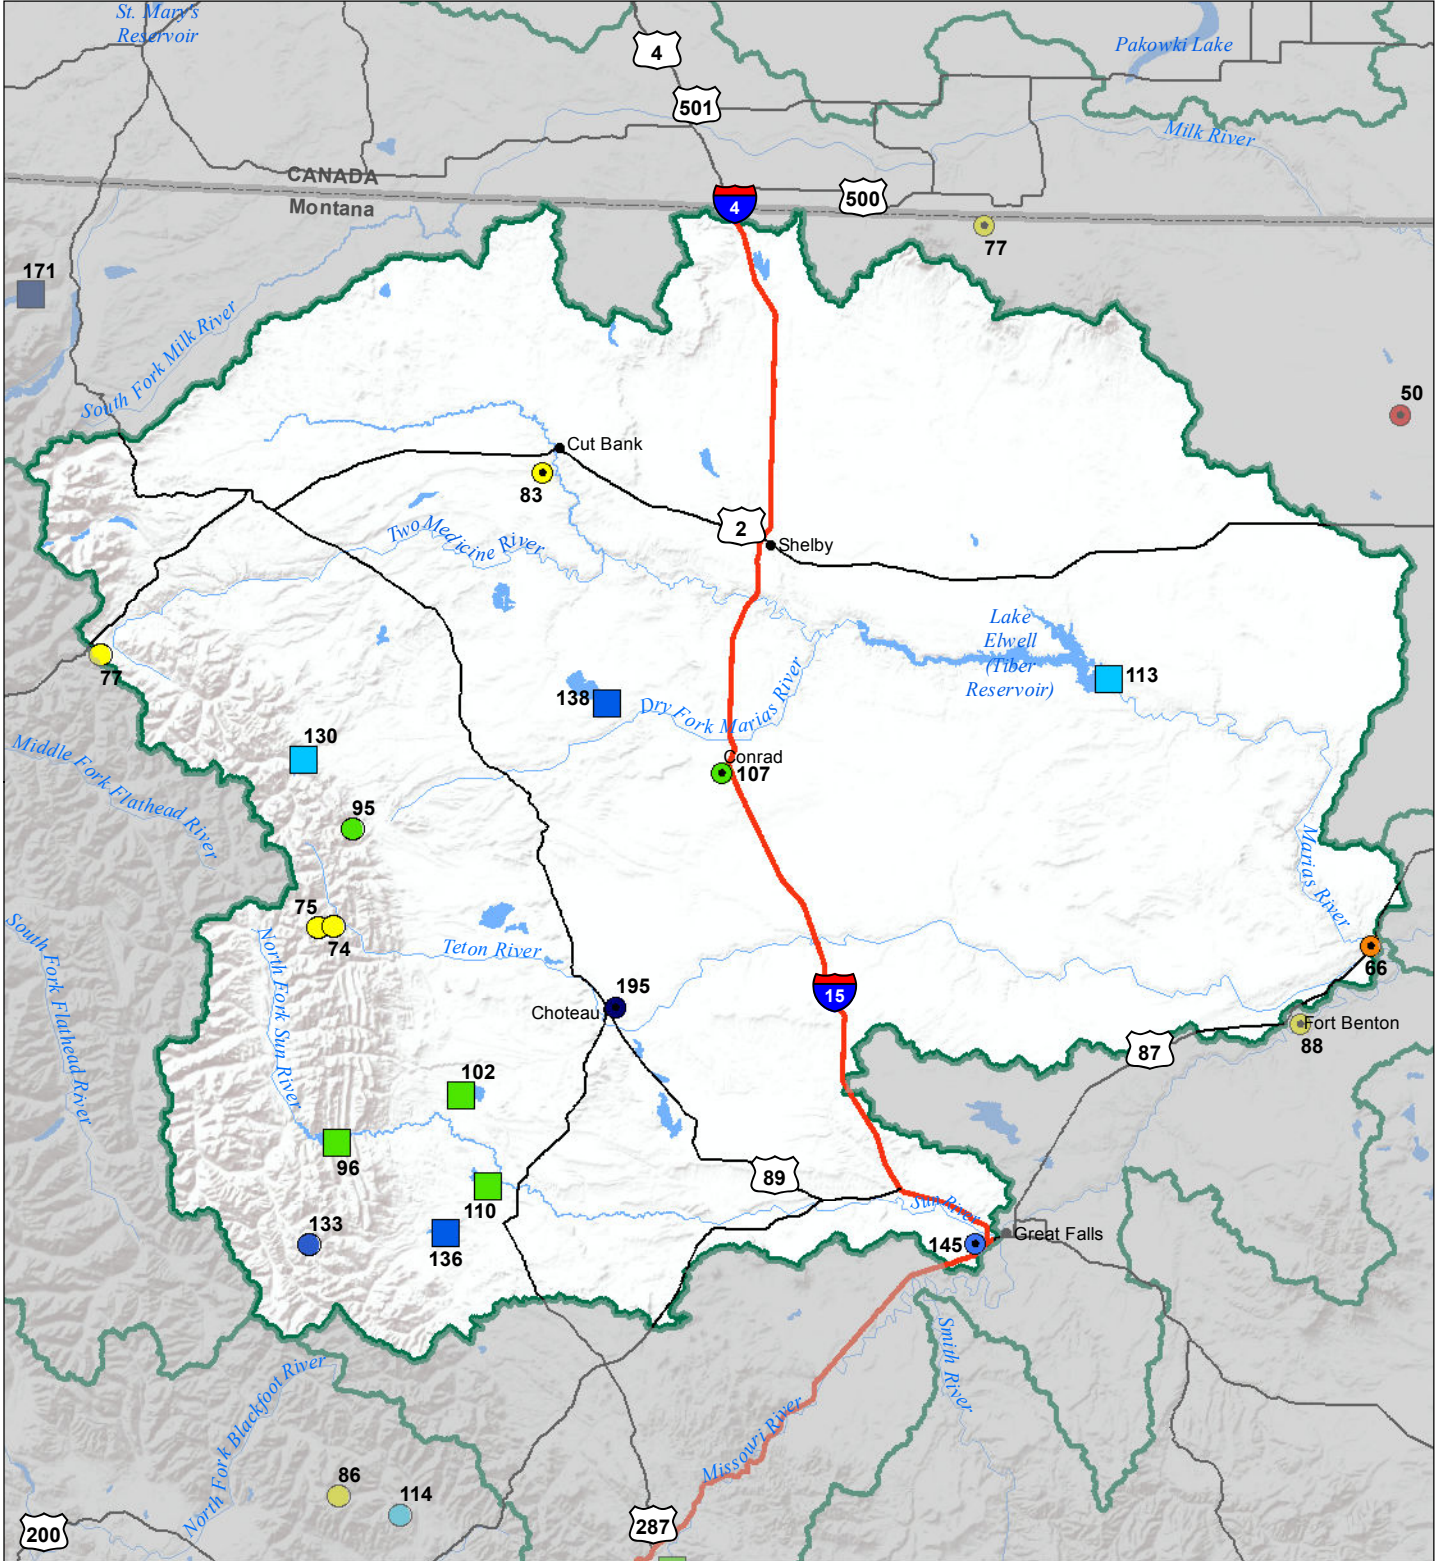 St. Mary's
Reservoir
4
Pakowki Lake
501
Milk River
CANADA
Montana
4
500
77
171
South Fork Milk River
50
Cut Bank
83
2
Two Medicine River
Shelby
Lake
Elwell
(Tiber
Reservoir)
77
113
138
Dry Fork Marias River
130
Middle Fork Flathead River
Conrad
107
95
Marias River
75
74
South Fork Flathead River
North Fork Sun River
Teton River
66
195
15
Choteau
Fort Benton
88
87
102
96
89
110
Sun River
133
136
145
Great Falls
Smith River
North Fork Blackfoot River
Missouri River
86
114
200
287